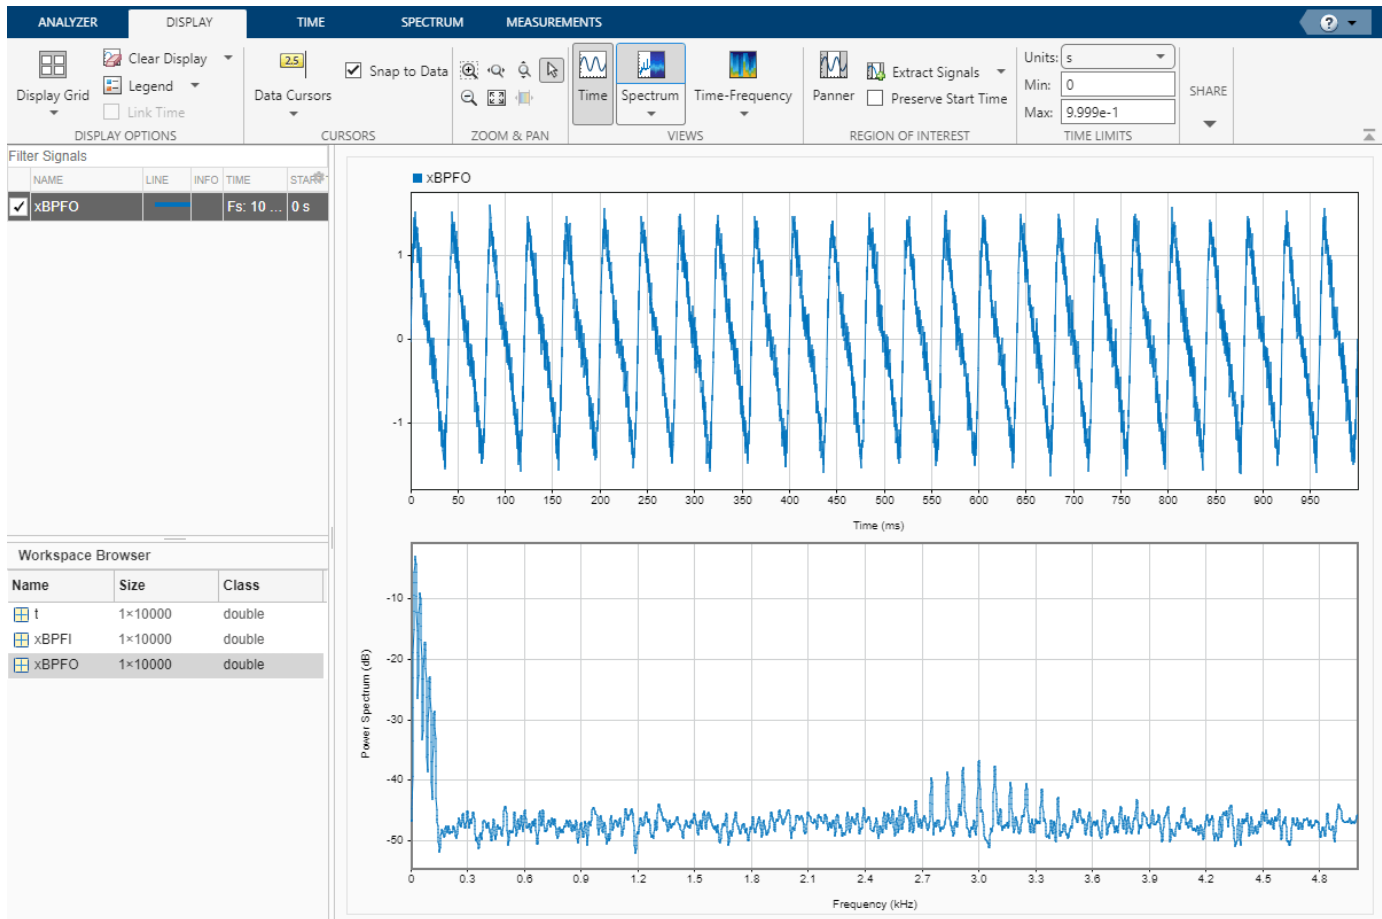 ANALYZER DISPLAY TIME SPECTRUM MEASUREMENTS ?
Display Grid
Clear Display
Legend
Link Time
DISPLAY OPTIONS
2.5
Data Cursors
Snap to Data
CURSORS
ZOOM & PAN
Time Spectrum Time-Frequency
VIEWS
Panner
Extract Signals
Preserve Start Time
REGION OF INTEREST
Units: s
Min: 0
Max: 9.999e-1
TIME LIMITS
SHARE
Filter Signals
NAME LINE INFO TIME
xBPFO Fs: 10 ... 0 s
Workspace Browser
Name Size Class
t 1×10000 double
xBPFI 1×10000 double
xBPFO 1×10000 double
xBPFO
1
0
-1
0 50 100 150 200 250 300 350 400 450 500 550 600 650 700 750 800 850 900 950
Time (ms)
Power Spectrum (dB)
-10
-20
-30
-40
-50
0 0.3 0.6 0.9 1.2 1.5 1.8 2.1 2.4 2.7 3.0 3.3 3.6 3.9 4.2 4.5 4.8
Frequency (kHz)